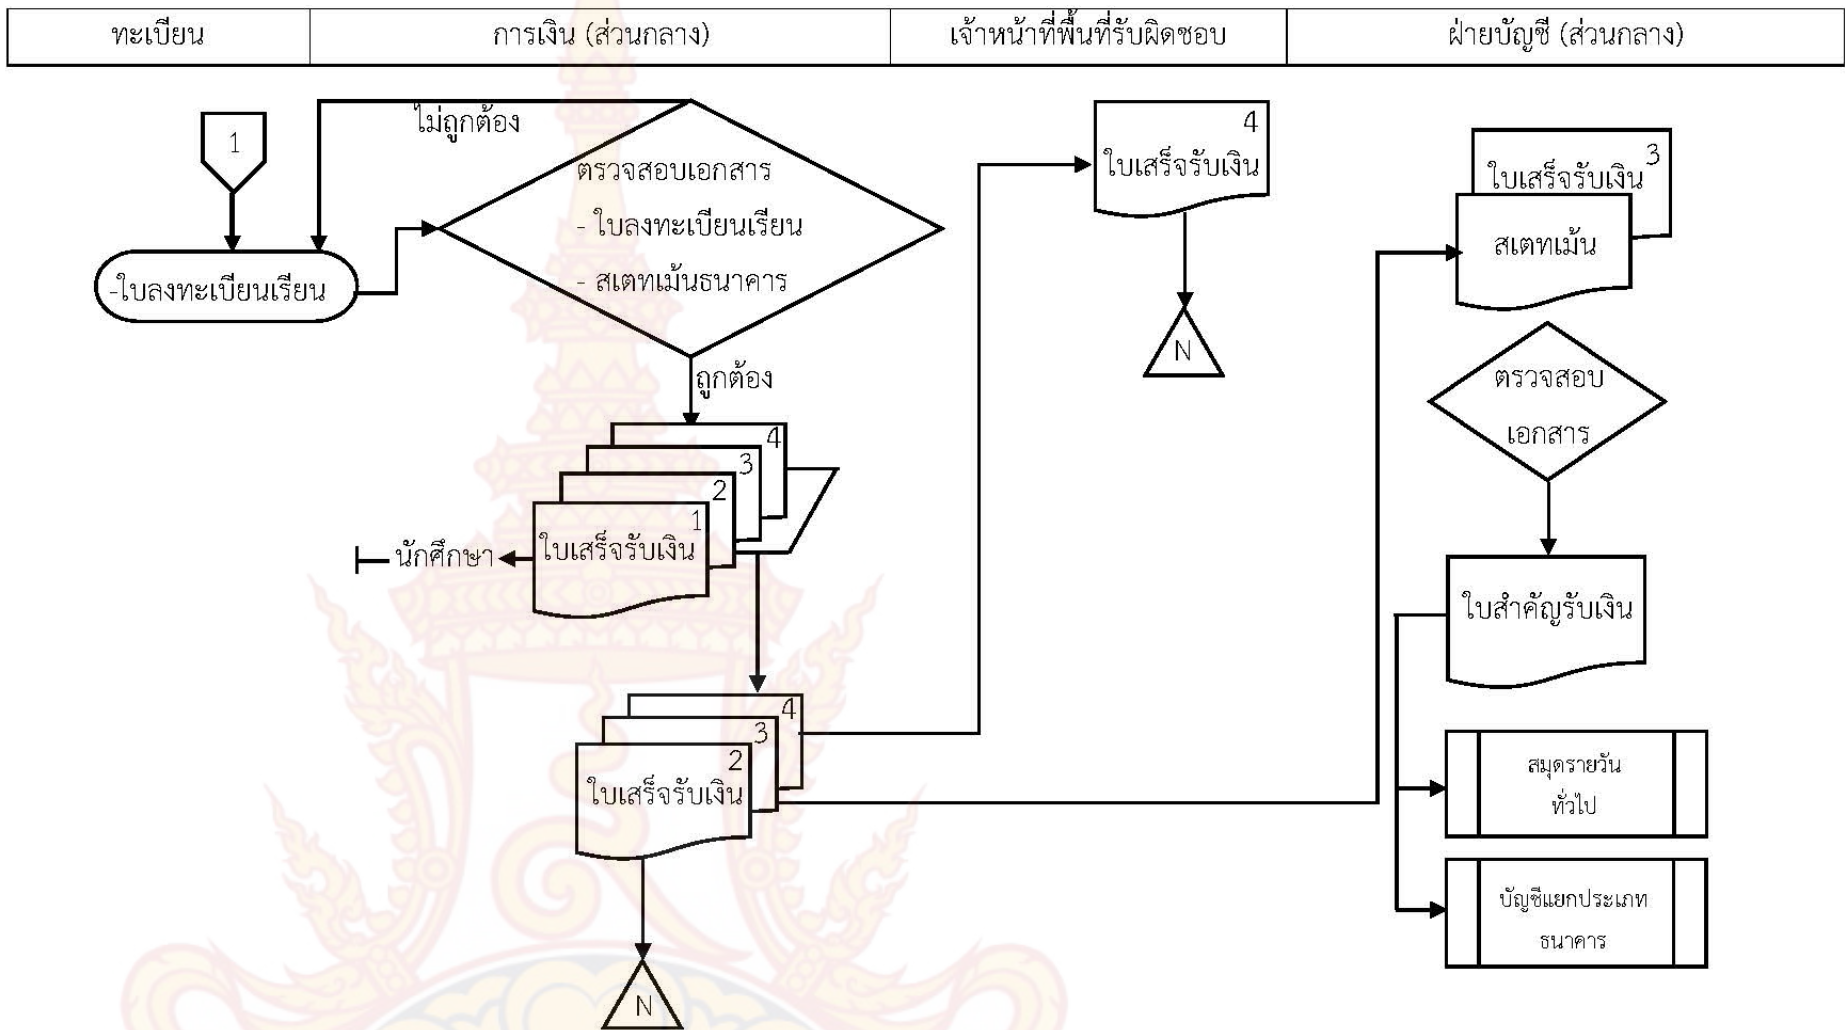 ทะเบียน
การเงิน (ส่วนกลาง)
เจ้าหน้าที่พื้นที่รับผิดชอบ
ฝ่ายบัญชี (ส่วนกลาง)
1
-ใบลงทะเบียนเรียน
ไม่ถูกต้อง
ตรวจสอบเอกสาร
- ใบลงทะเบียนเรียน
- สเตทเม้นธนาคาร
ถูกต้อง
4
3
2
1
ใบเสร็จรับเงิน
นักศึกษา
4
3
2
ใบเสร็จรับเงิน
N
4
ใบเสร็จรับเงิน
N
3
ใบเสร็จรับเงิน
สเตทเม้น
ตรวจสอบ
เอกสาร
ใบสำคัญรับเงิน
สมุดรายวัน
ทั่วไป
บัญชีแยกประเภท
ธนาคาร